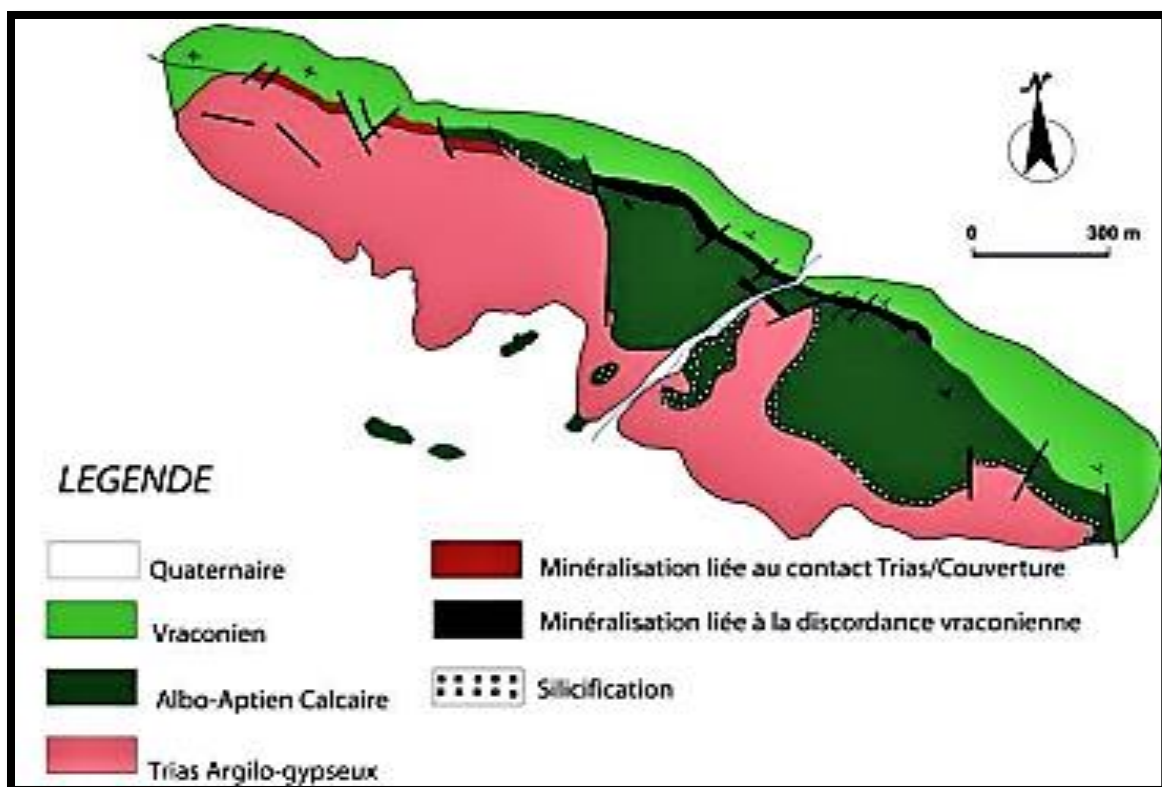 N
0 300 m
LEGENDE
Quaternaire
Vraconien
Albo-Aptien Calcaire
Trias Argilo-gypseux
Minéralisation liée au contact Trias/Couverture
Minéralisation liée à la discordance vraconienne
Silicification